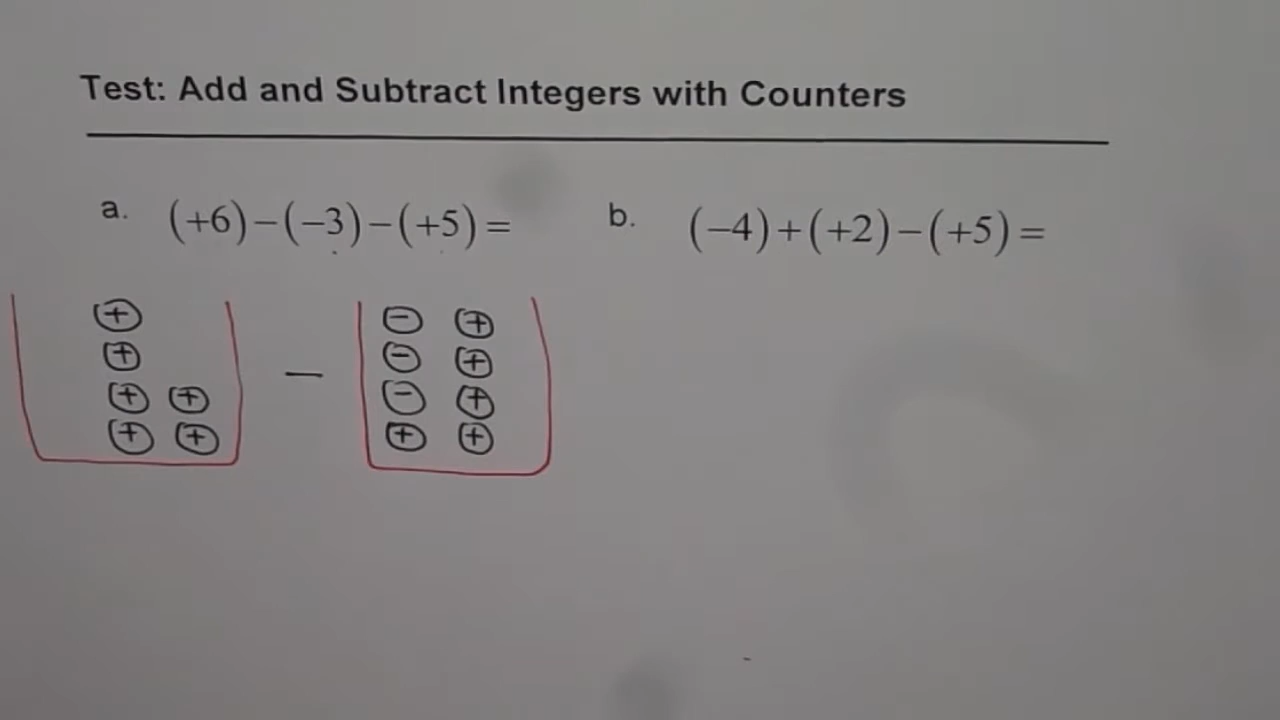 Test: Add and Subtract Integers with Counters
a. (+6)−(−3)−(+5)= b. (−4)+(+2)−(+5)=
+ − +
+ − − +
+ + − +
+ + + +